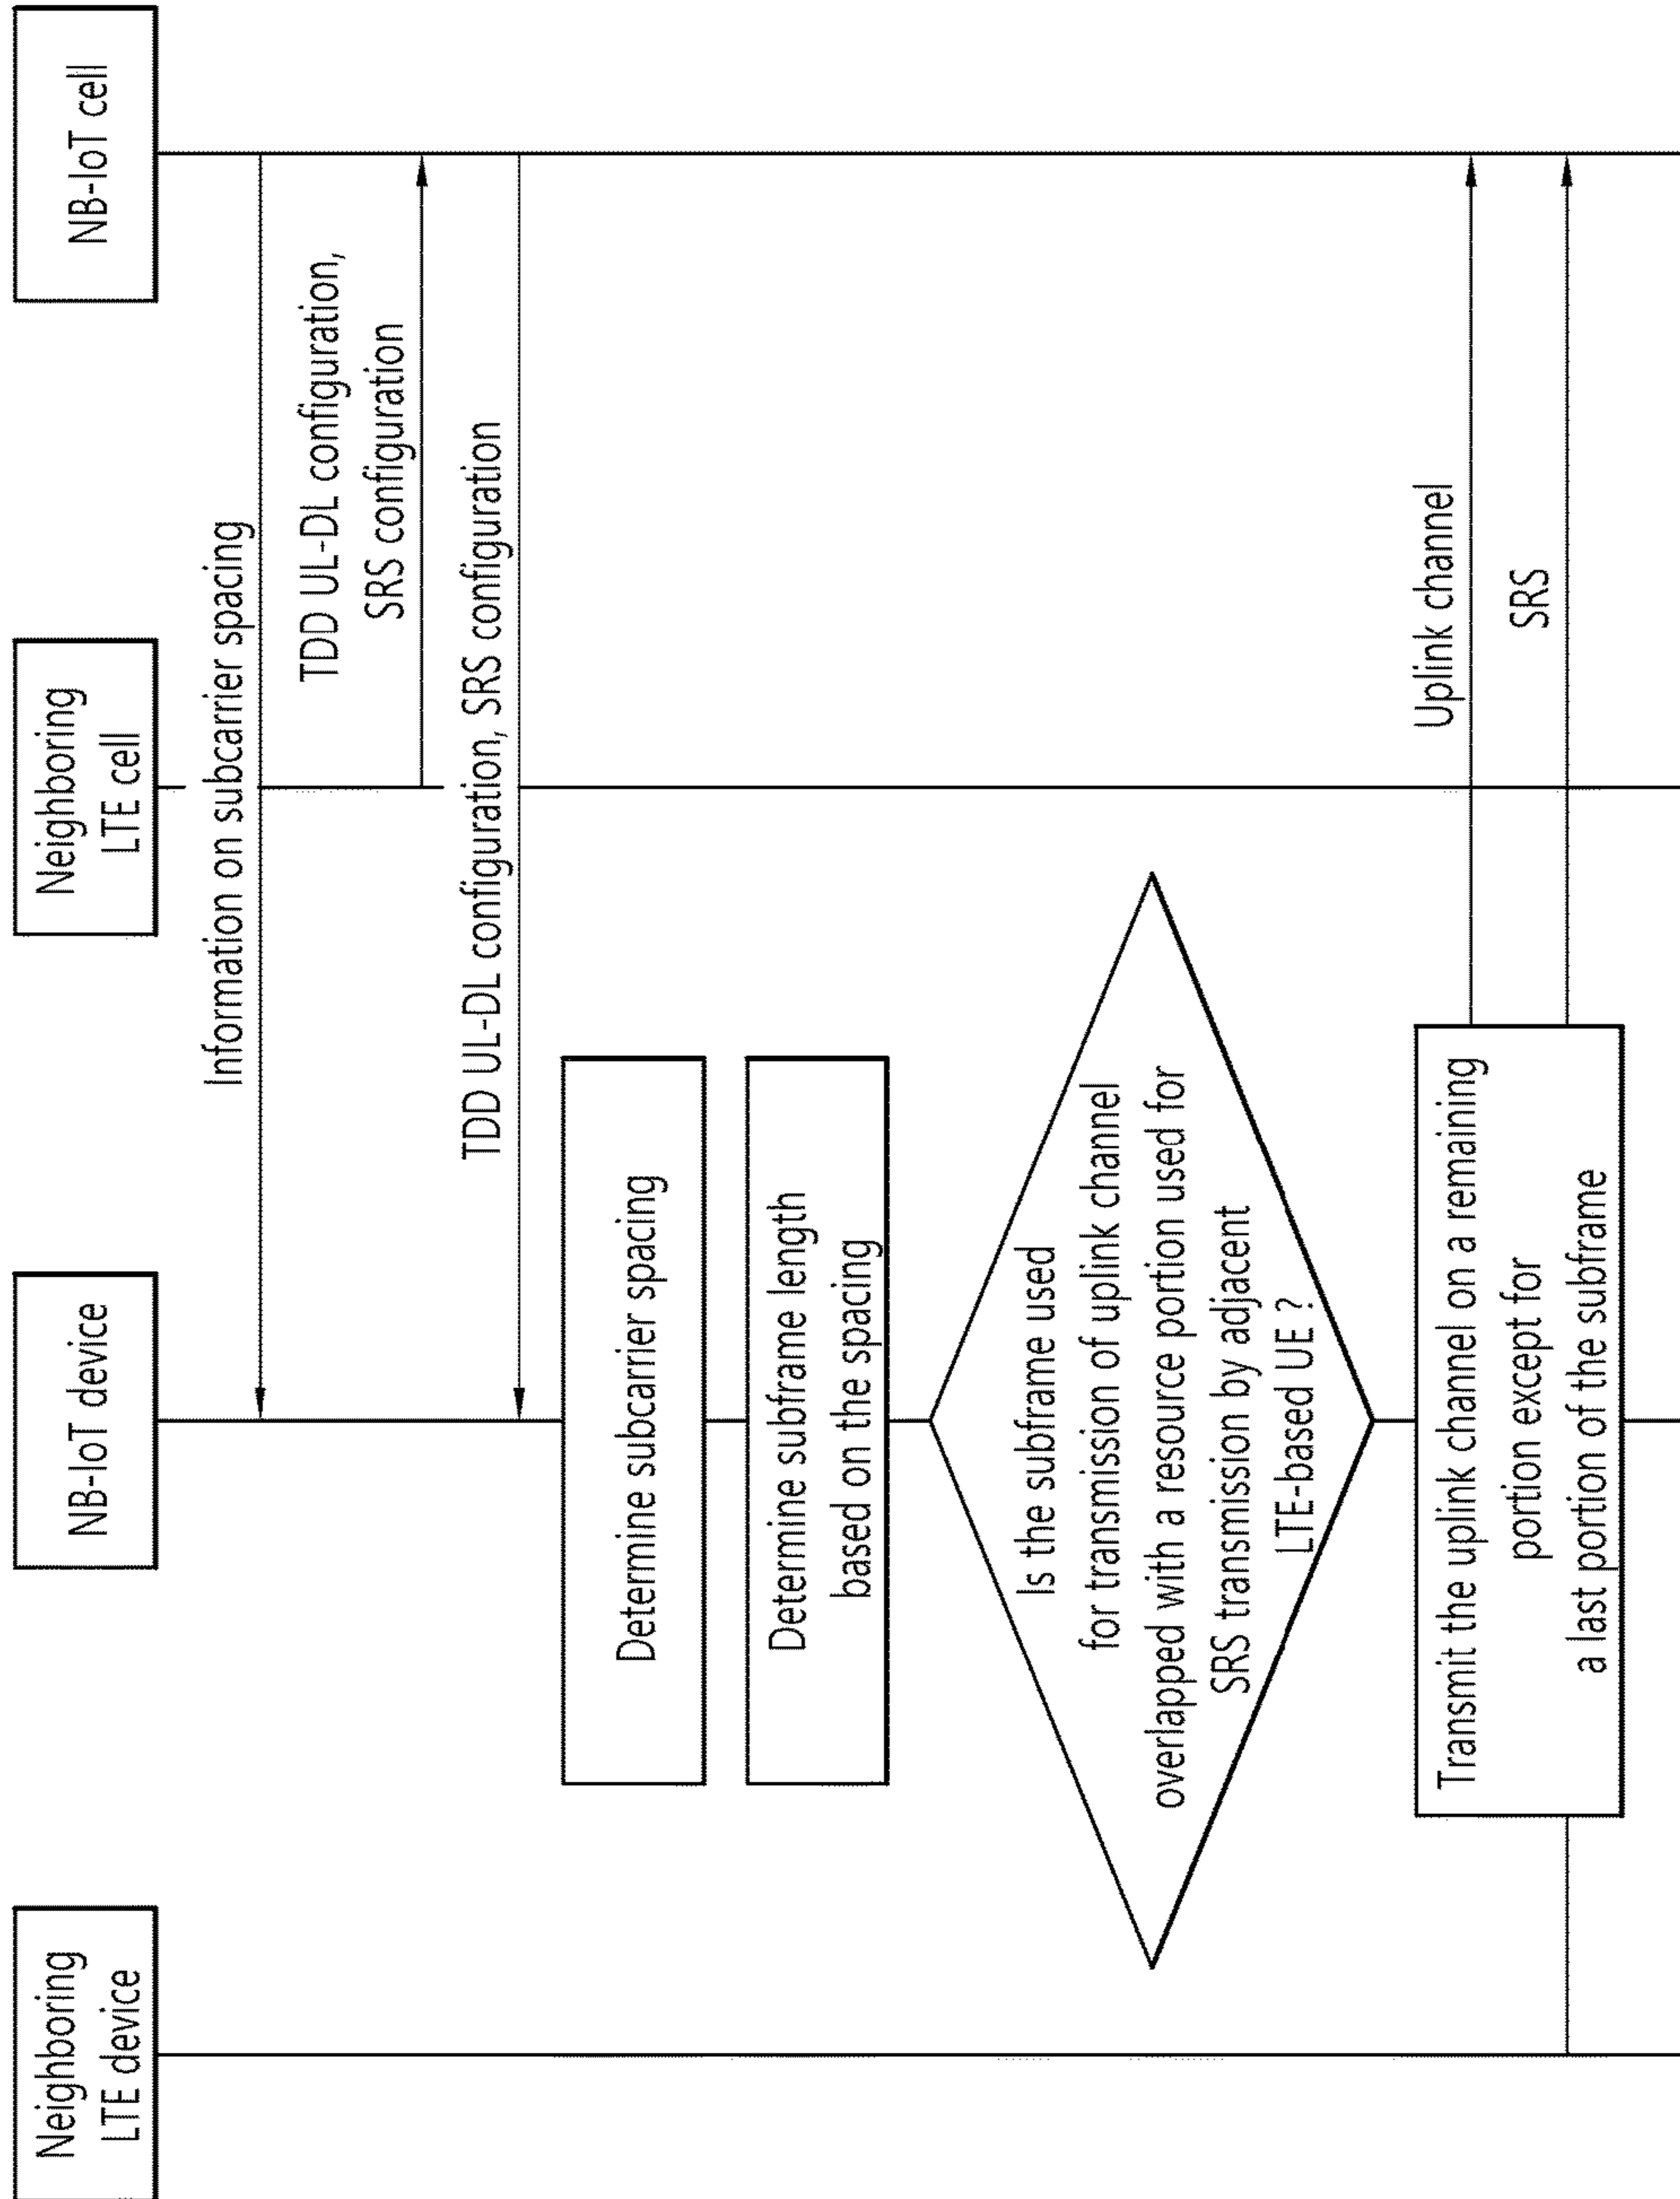 Neighboring
LTE device
NB-IoT device
Neighboring
LTE cell
NB-IoT cell
Information on subcarrier spacing
TDD UL-DL configuration,
SRS configuration
TDD UL-DL configuration, SRS configuration
Determine subcarrier spacing
Determine subframe length
based on the spacing
Is the subframe used
for transmission of uplink channel
overlapped with a resource portion used for
SRS transmission by adjacent
LTE-based UE ?
Transmit the uplink channel on a remaining
portion except for
a last portion of the subframe
Uplink channel
SRS